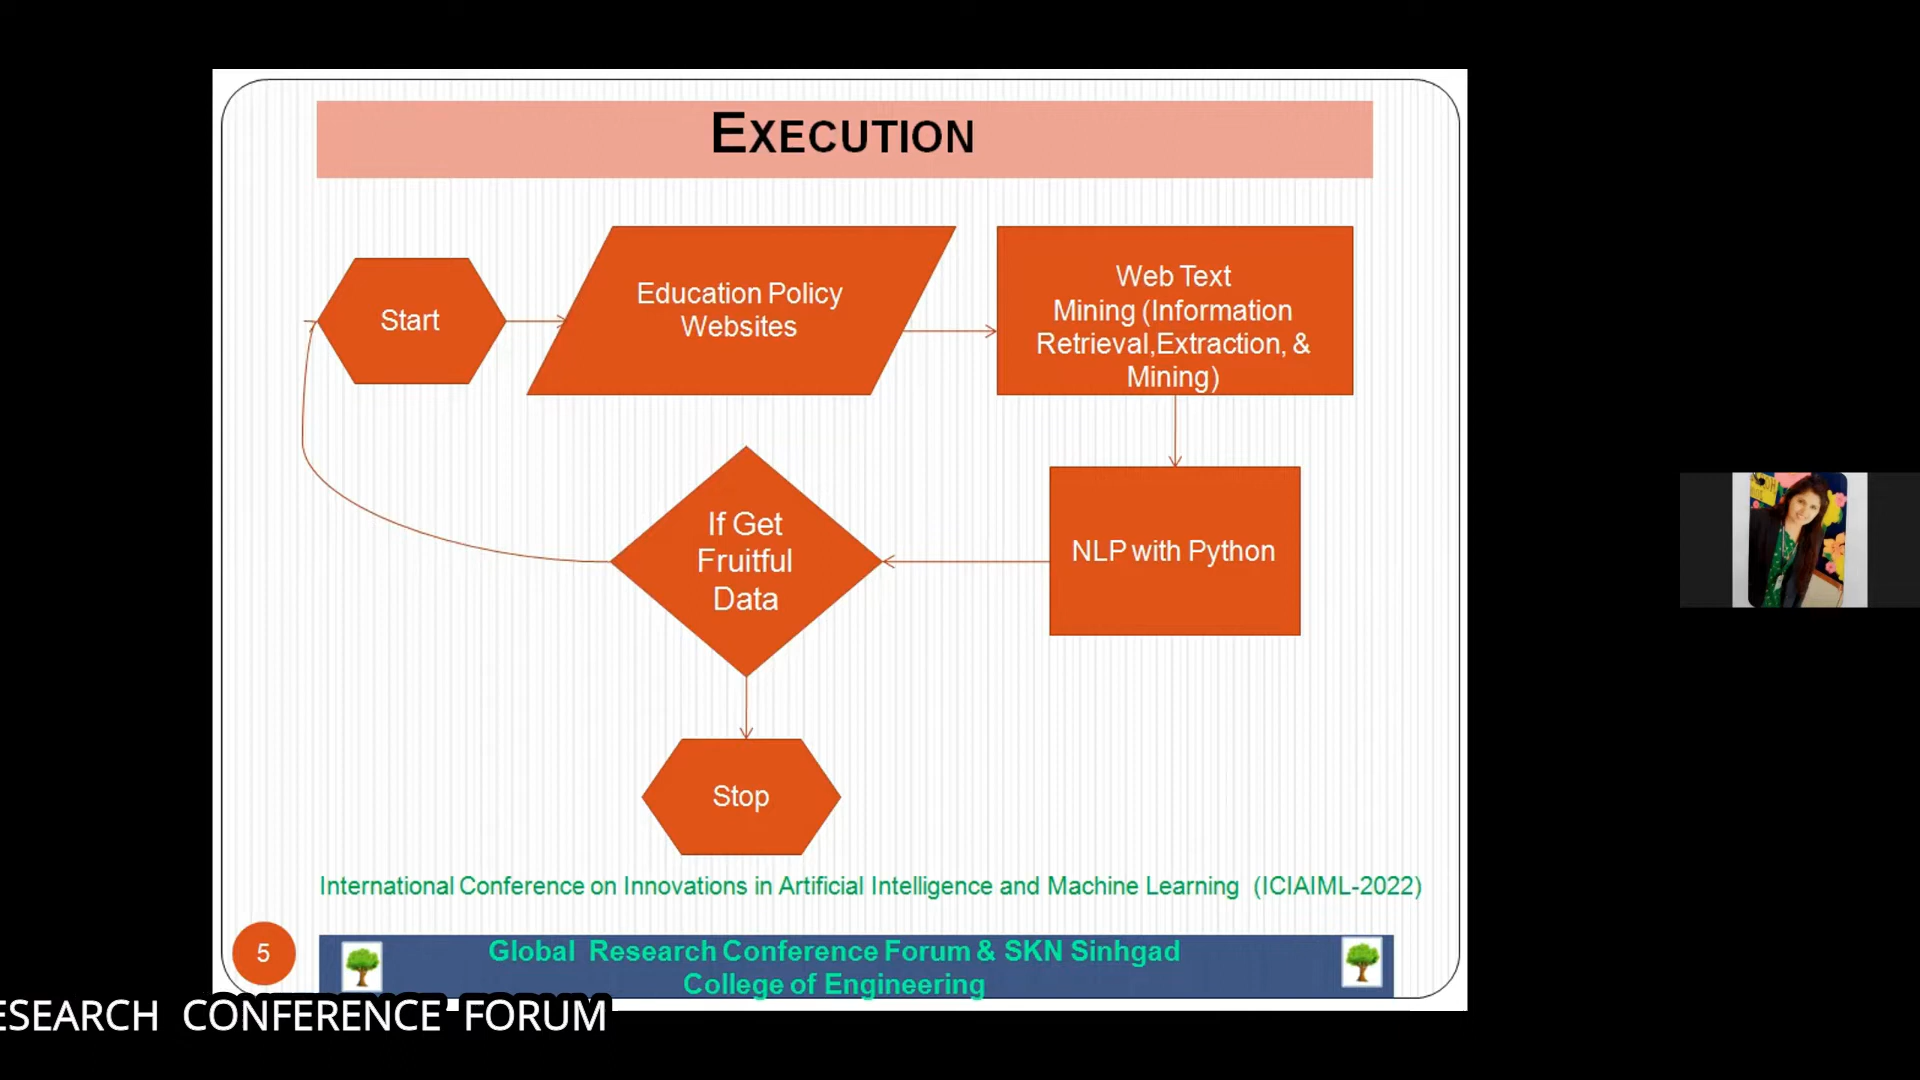 EXECUTION
Start
Education Policy
Websites
Web Text
Mining (Information
Retrieval,Extraction, &
Mining)
If Get
Fruitful
Data
NLP with Python
Stop
International Conference on Innovations in Artificial Intelligence and Machine Learning (ICIAIML-2022)
5
Global Research Conference Forum & SKN Sinhgad
College of Engineering
ESEARCH CONFERENCE FORUM